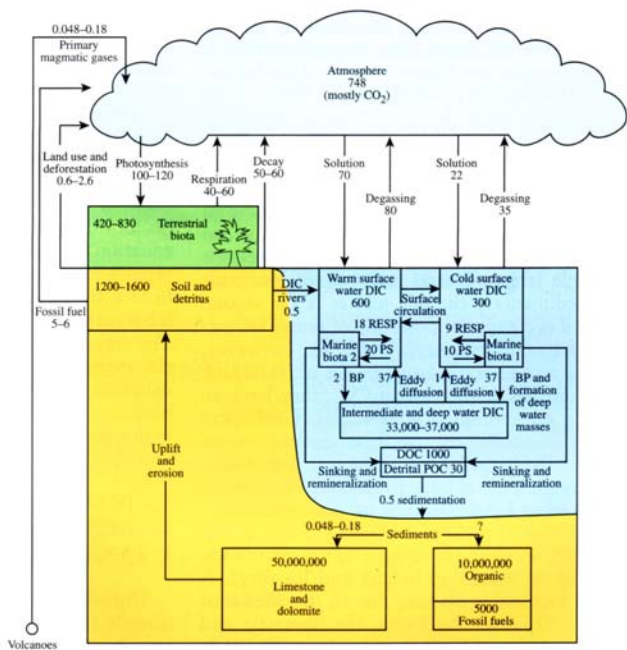 0.048–0.18
Primary
magmatic gases
Atmosphere
748
(mostly CO2)
Land use and
deforestation
0.6–2.6
Photosynthesis
100–120
Respiration
40–60
Decay
50–60
Solution
70
Degassing
80
Solution
22
Degassing
35
420–830 Terrestrial
biota
1200–1600 Soil and
detritus
Fossil fuel
5–6
DIC
rivers
0.5
Warm surface
water DIC
600
Surface
circulation
Cold surface
water DIC
300
18 RESP
Marine
biota 2
20 PS
9 RESP
Marine
biota 1
10 PS
2 BP
37 Eddy
diffusion
1 Eddy
diffusion
37 BP and
formation
of deep
water
masses
Intermediate and deep water DIC
33,000–37,000
DOC 1000
Detrital POC 30
Sinking and
remineralization
Sinking and
remineralization
0.5 sedimentation
Uplift
and
erosion
0.048–0.18
?
Sediments
50,000,000
Limestone
and
dolomite
10,000,000
Organic
5000
Fossil fuels
Volcanoes